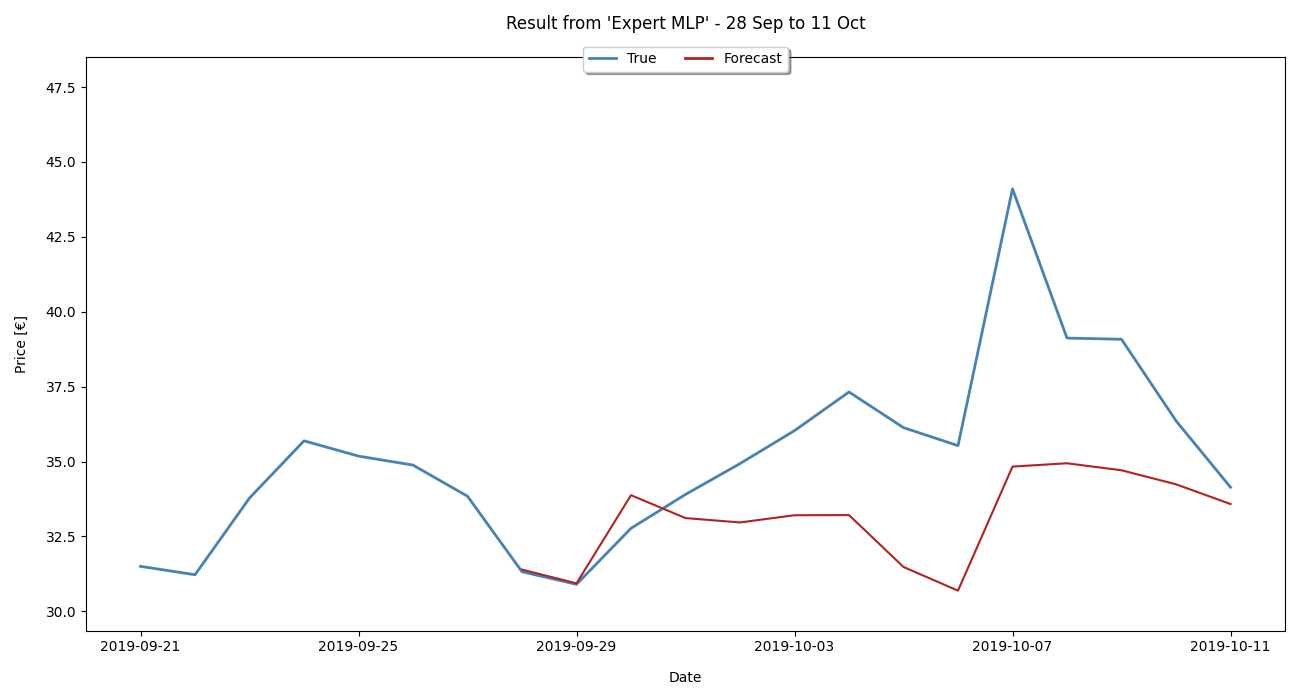 Result from 'Expert MLP' - 28 Sep to 11 Oct
True Forecast
47.5
45.0
42.5
40.0
37.5
35.0
32.5
30.0
Price [€]
2019-09-21 2019-09-25 2019-09-29 2019-10-03 2019-10-07 2019-10-11
Date